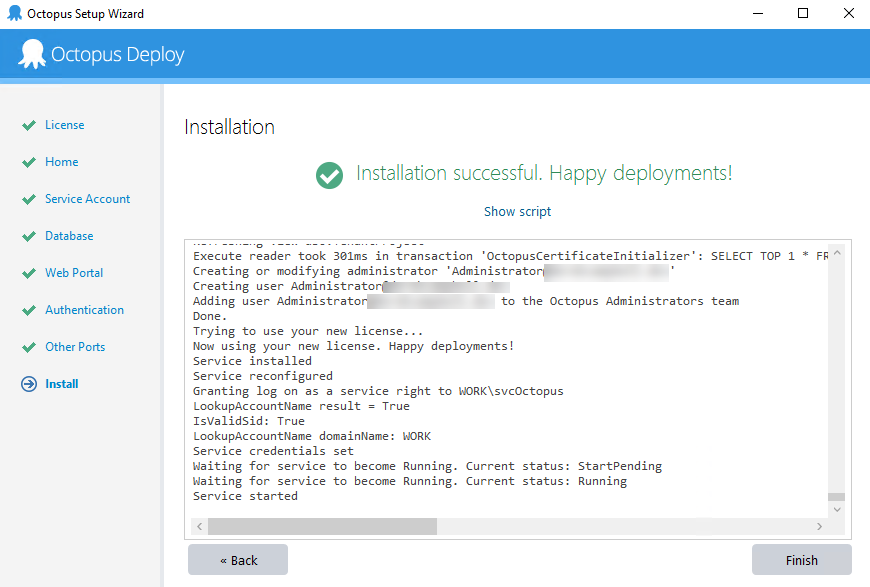 Octopus Setup Wizard
Octopus Deploy
License
Home
Service Account
Database
Web Portal
Authentication
Other Ports
Install
Installation
Installation successful. Happy deployments!
Show script
Execute reader took 301ms in transaction 'OctopusCertificateInitializer': SELECT TOP 1 * FR
Creating or modifying administrator 'Administrator '
Creating user Administrator
Adding user Administrator to the Octopus Administrators team
Done.
Trying to use your new license...
Now using your new license. Happy deployments!
Service installed
Service reconfigured
Granting log on as a service right to WORK\svcOctopus
LookupAccountName result = True
IsValidSid: True
LookupAccountName domainName: WORK
Service credentials set
Waiting for service to become Running. Current status: StartPending
Waiting for service to become Running. Current status: Running
Service started
« Back
Finish